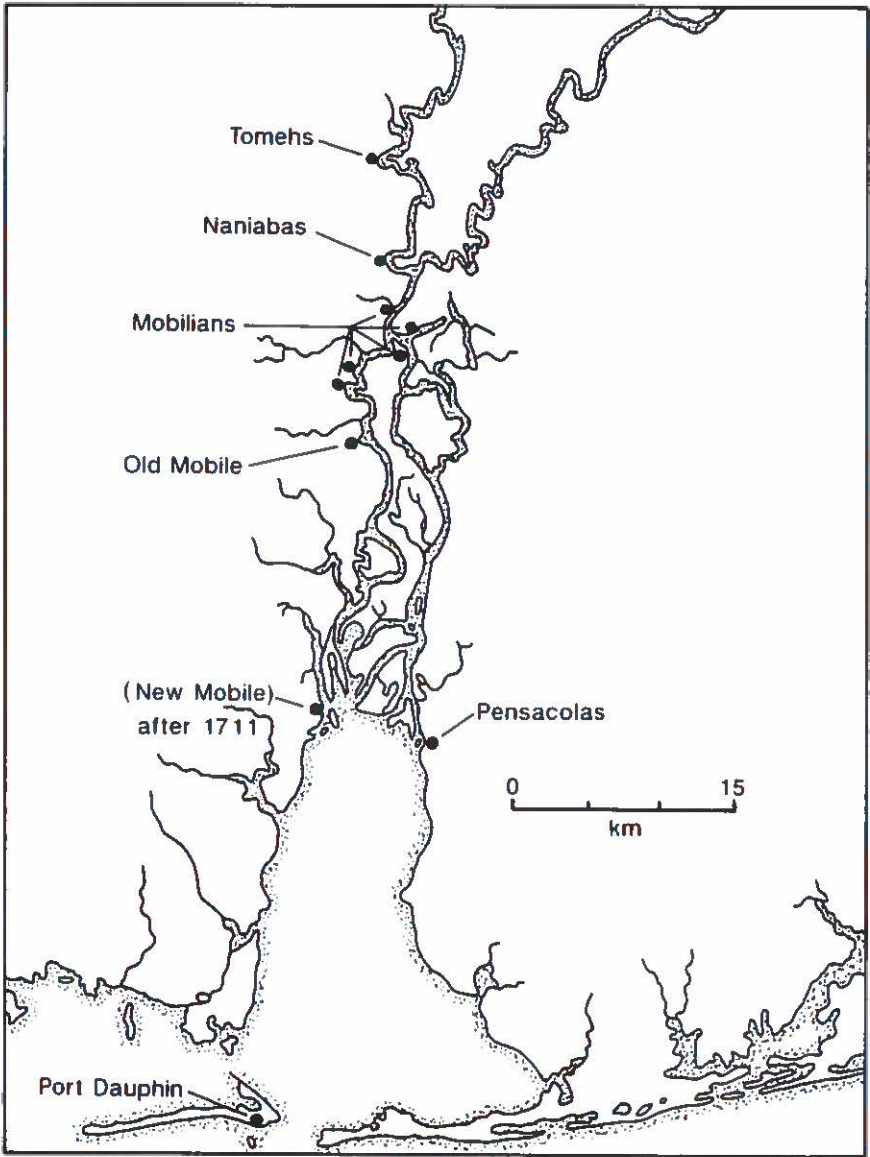 Tomehs
Naniabas
Mobilians
Old Mobile
(New Mobile)
after 1711
Pensacolas
0 15
km
Port Dauphin